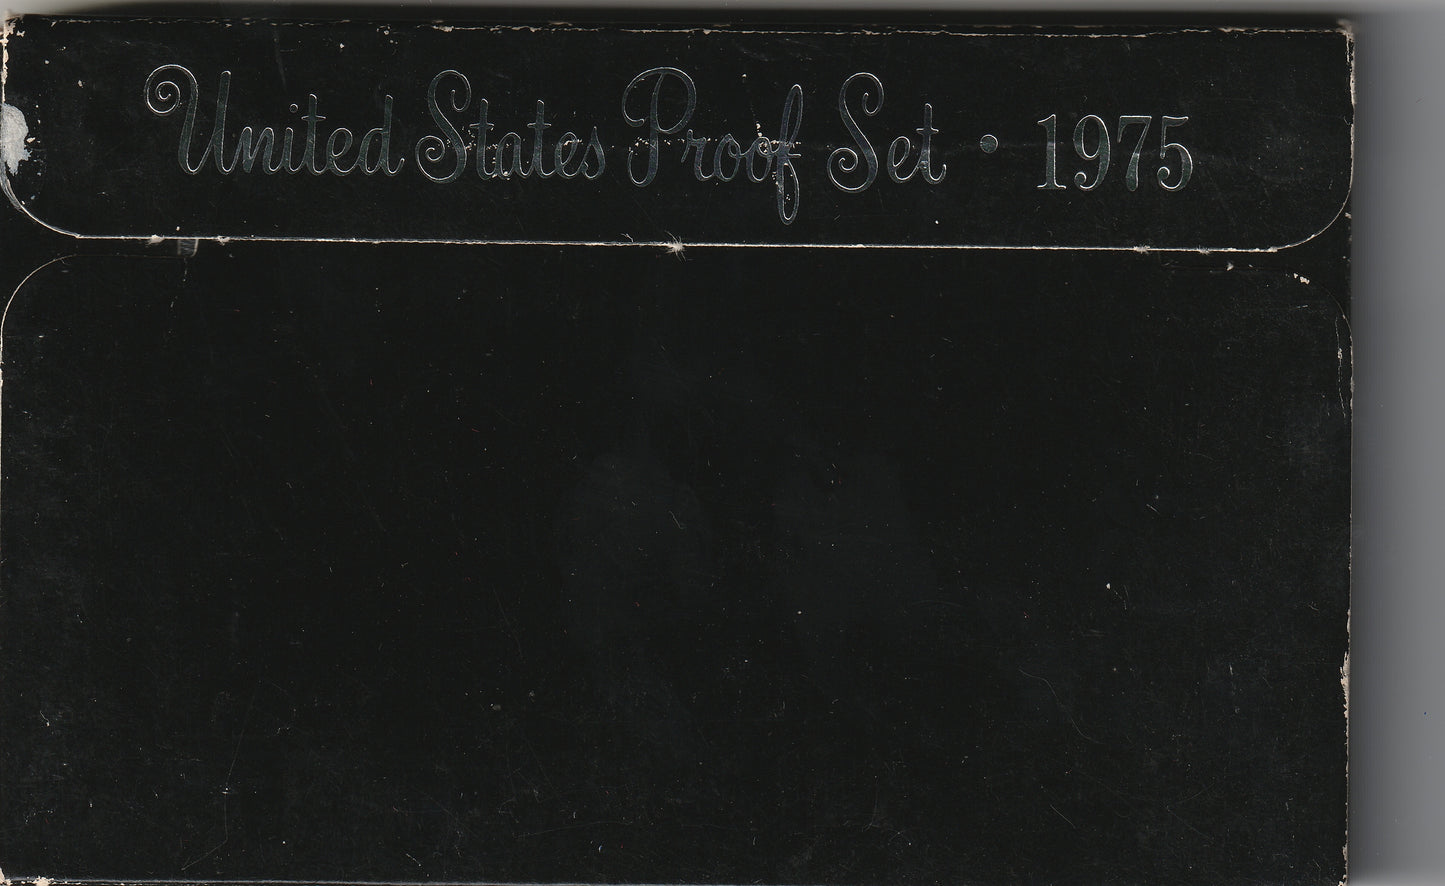 United States Proof Set • 1975